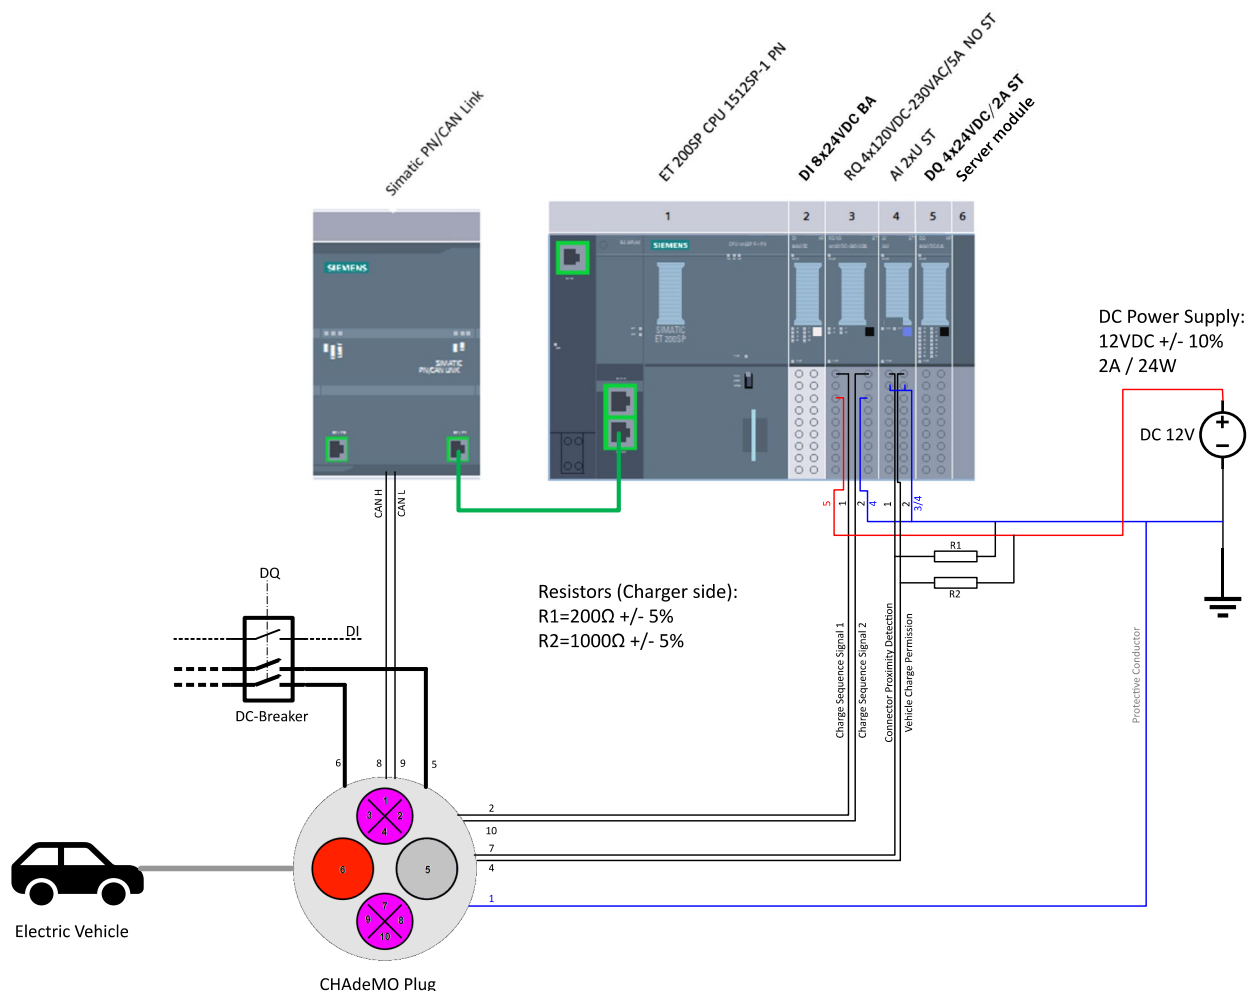 Simatic PN/CAN Link
ET 200SP CPU 1512SP-1 PN
DI 8x24VDC BA
RQ 4x120VDC-230VAC/5A NO ST
AI 2xU ST
DQ 4x24VDC/2A ST
Server module
1
2
3
4
5
6
SIEMENS
SIEMENS
SIMATIC
ET 200SP
SIMATIC
PN/CAN LINK
DC Power Supply:
12VDC +/- 10%
2A / 24W
DC 12V
+
−
CAN H
CAN L
5
1
2
4
1
2
3/4
R1
R2
Resistors (Charger side):
R1=200Ω +/- 5%
R2=1000Ω +/- 5%
DQ
DI
DC-Breaker
Charge Sequence Signal 1
Charge Sequence Signal 2
Connector Proximity Detection
Vehicle Charge Permission
Protective Conductor
6
8
9
5
1
3
2
4
6
5
7
9
8
10
2
10
7
4
1
Electric Vehicle
CHAdeMO Plug